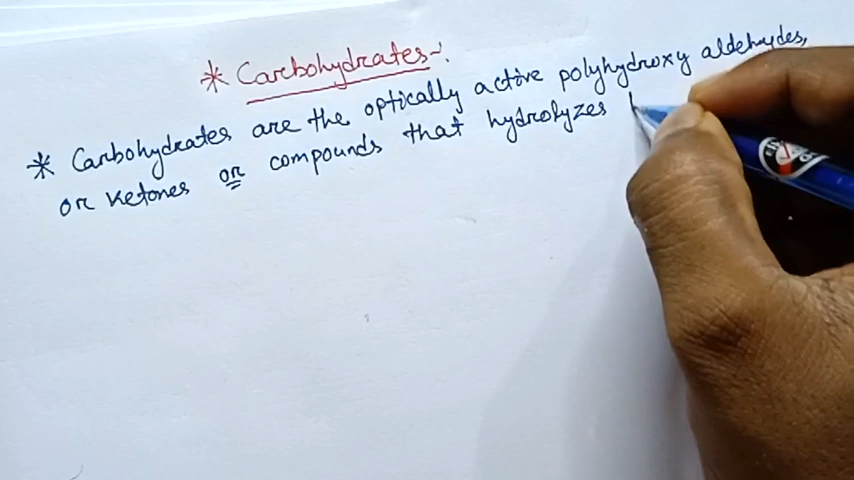 * Carbohydrates -:
* Carbohydrates are the optically active polyhydroxy aldehydes,
or ketones or compounds that hydrolyzes